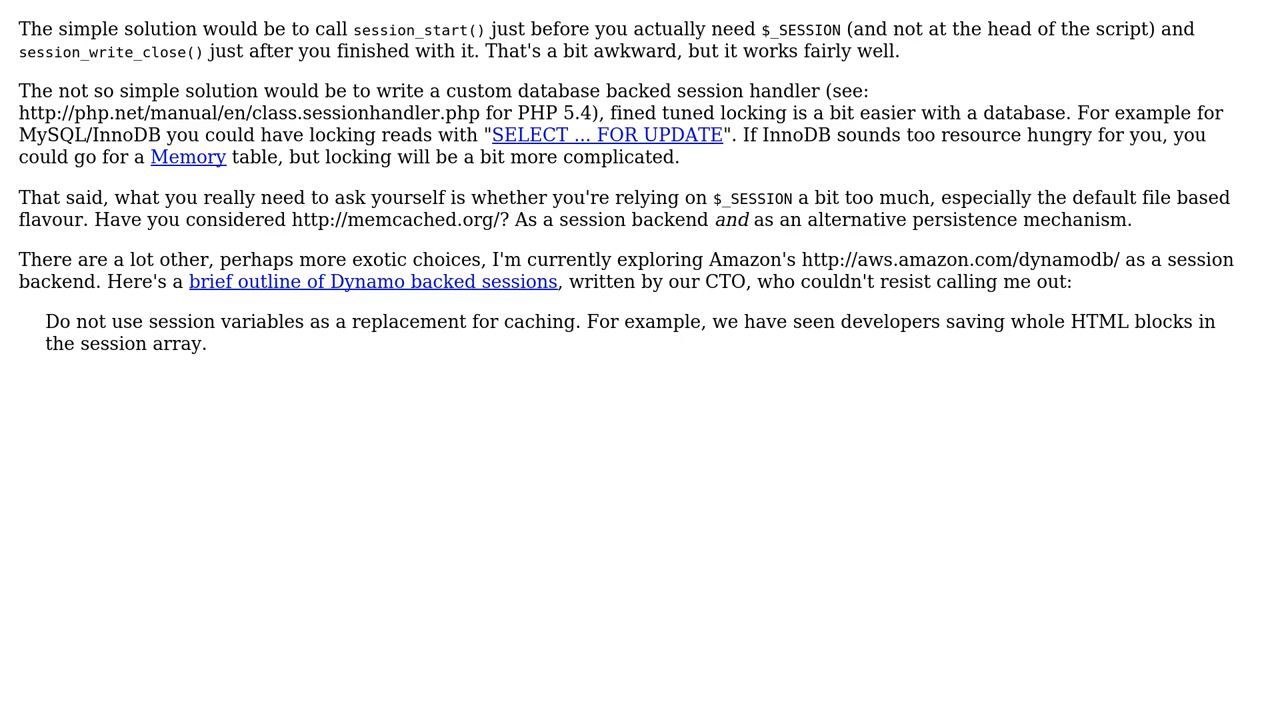 The simple solution would be to call session_start() just before you actually need $_SESSION (and not at the head of the script) and
session_write_close() just after you finished with it. That's a bit awkward, but it works fairly well.
The not so simple solution would be to write a custom database backed session handler (see:
http://php.net/manual/en/class.sessionhandler.php for PHP 5.4), fined tuned locking is a bit easier with a database. For example for
MySQL/InnoDB you could have locking reads with "SELECT ... FOR UPDATE". If InnoDB sounds too resource hungry for you, you
could go for a Memory table, but locking will be a bit more complicated.
That said, what you really need to ask yourself is whether you're relying on $_SESSION a bit too much, especially the default file based
flavour. Have you considered http://memcached.org/? As a session backend and as an alternative persistence mechanism.
There are a lot other, perhaps more exotic choices, I'm currently exploring Amazon's http://aws.amazon.com/dynamodb/ as a session
backend. Here's a brief outline of Dynamo backed sessions, written by our CTO, who couldn't resist calling me out:
Do not use session variables as a replacement for caching. For example, we have seen developers saving whole HTML blocks in
the session array.